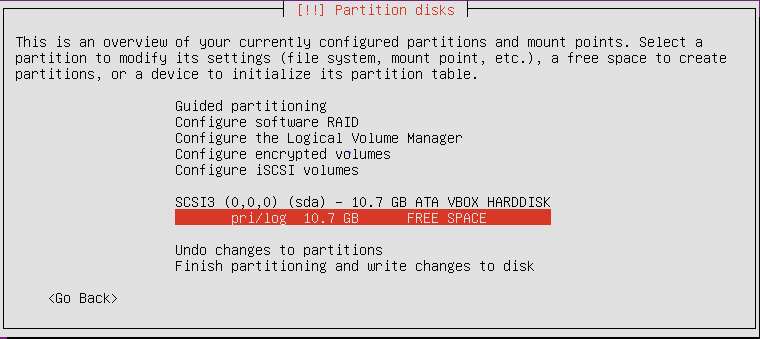 [!!] Partition disks
This is an overview of your currently configured partitions and mount points. Select a
partition to modify its settings (file system, mount point, etc.), a free space to create
partitions, or a device to initialize its partition table.
Guided partitioning
Configure software RAID
Configure the Logical Volume Manager
Configure encrypted volumes
Configure iSCSI volumes
SCSI3 (0,0,0) (sda) - 10.7 GB ATA VBOX HARDDISK
pri/log 10.7 GB FREE SPACE
Undo changes to partitions
Finish partitioning and write changes to disk
<Go Back>